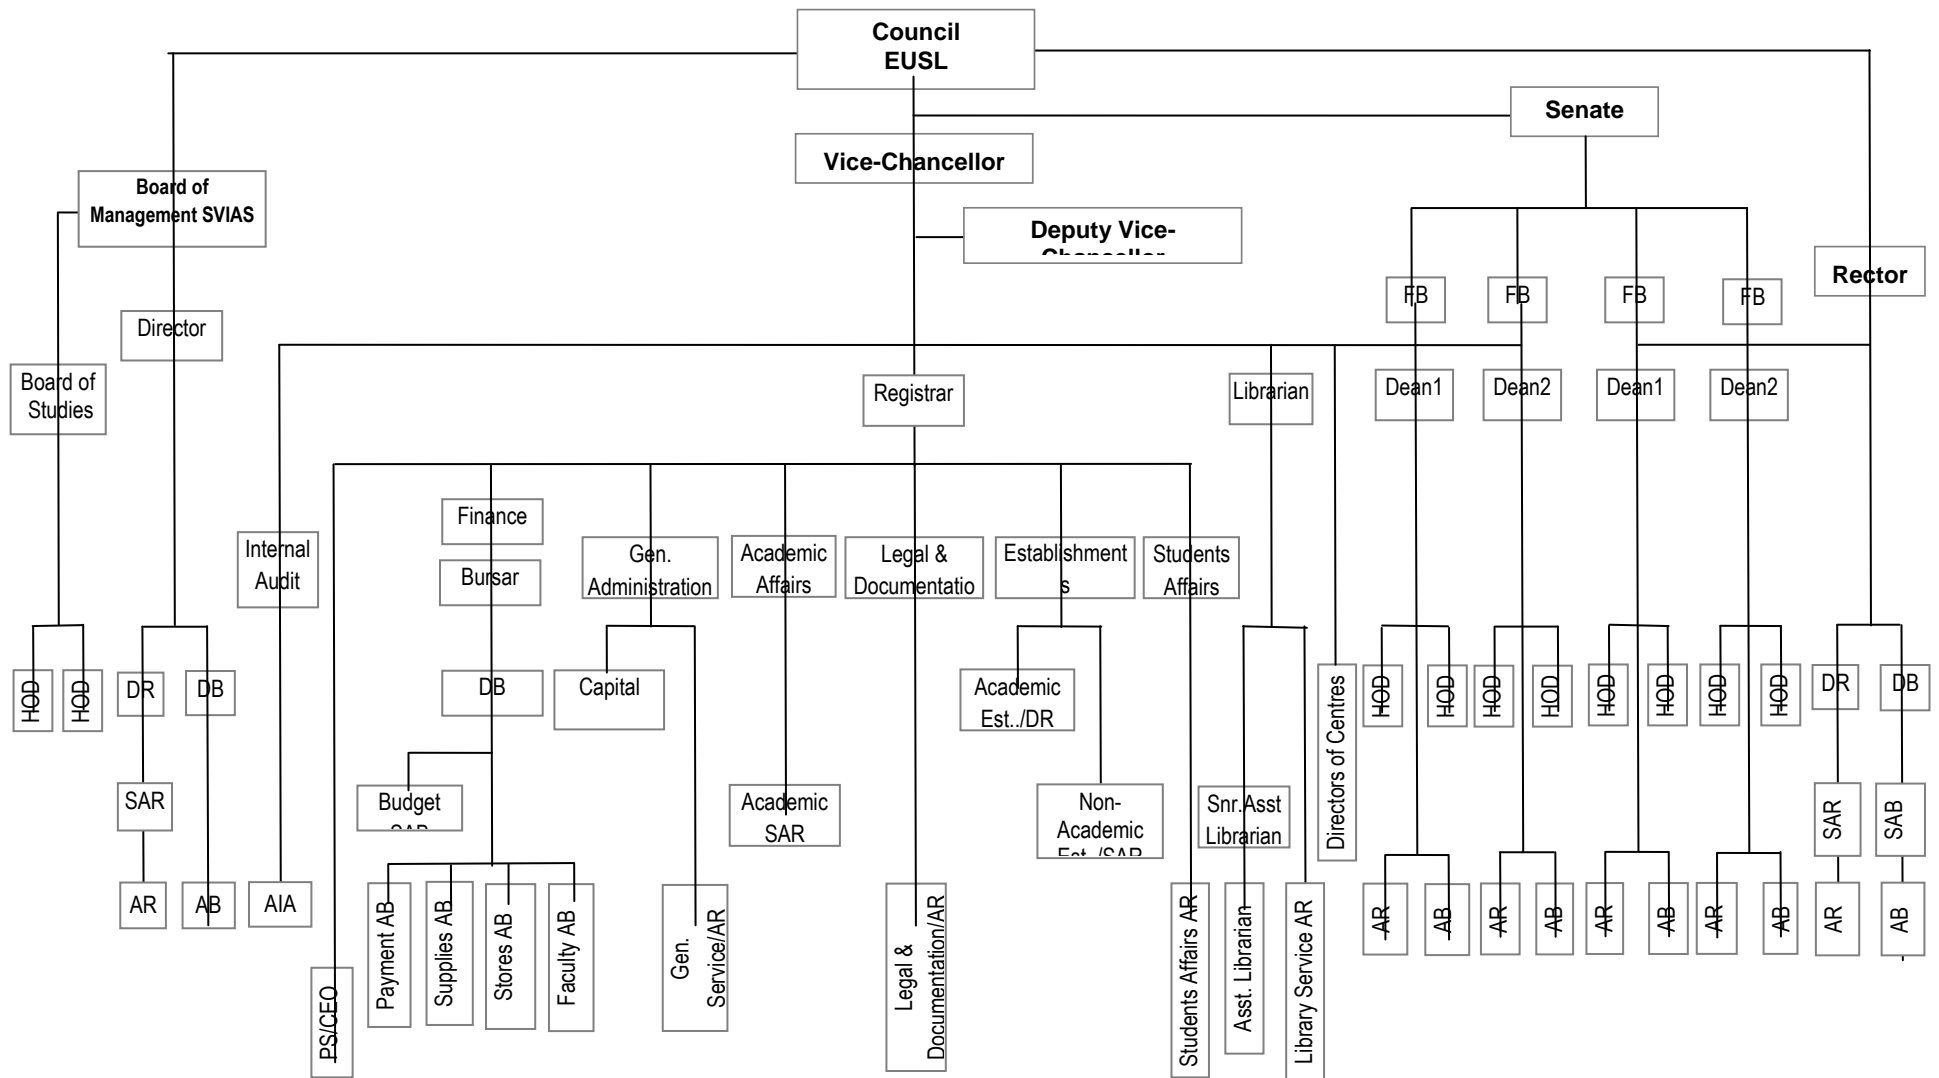 Council
EUSL
Senate
Vice-Chancellor
Board of
Management SVIAS
Deputy Vice-
Chancellor
Rector
FB
FB
FB
FB
Director
Board of
Studies
Registrar
Librarian
Dean1
Dean2
Dean1
Dean2
Finance
Internal
Audit
Gen.
Administration
Academic
Affairs
Legal &
Documentatio
Establishment
s
Students
Affairs
Bursar
HOD
HOD
DR
DB
DB
Capital
Academic
Est../DR
Directors of Centres
HOD
HOD
HOD
HOD
HOD
HOD
HOD
HOD
DR
DB
SAR
Budget
SAR
Academic
SAR
Non-
Academic
Est../SAR
Snr.Asst
Librarian
SAR
SAB
AR
AB
AIA
Payment AB
Supplies AB
Stores AB
Faculty AB
Gen.
Service/AR
Legal &
Documentation/AR
Students Affairs AR
Asst. Librarian
Library Service AR
AR
AB
AR
AB
AR
AB
AR
AB
AR
AB
PS/CEO